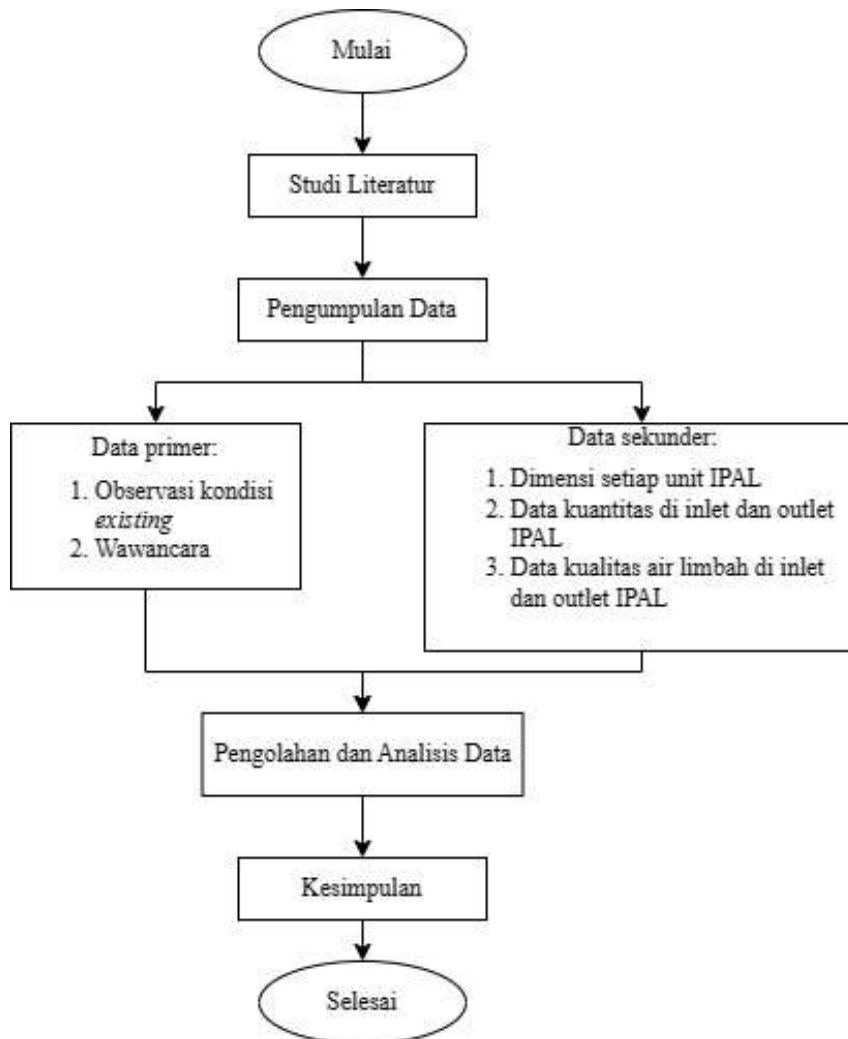 Mulai
Studi Literatur
Pengumpulan Data
Data primer:
1. Observasi kondisi
existing
2. Wawancara
Data sekunder:
1. Dimensi setiap unit IPAL
2. Data kuantitas di inlet dan outlet
IPAL
3. Data kualitas air limbah di inlet
dan outlet IPAL
Pengolahan dan Analisis Data
Kesimpulan
Selesai